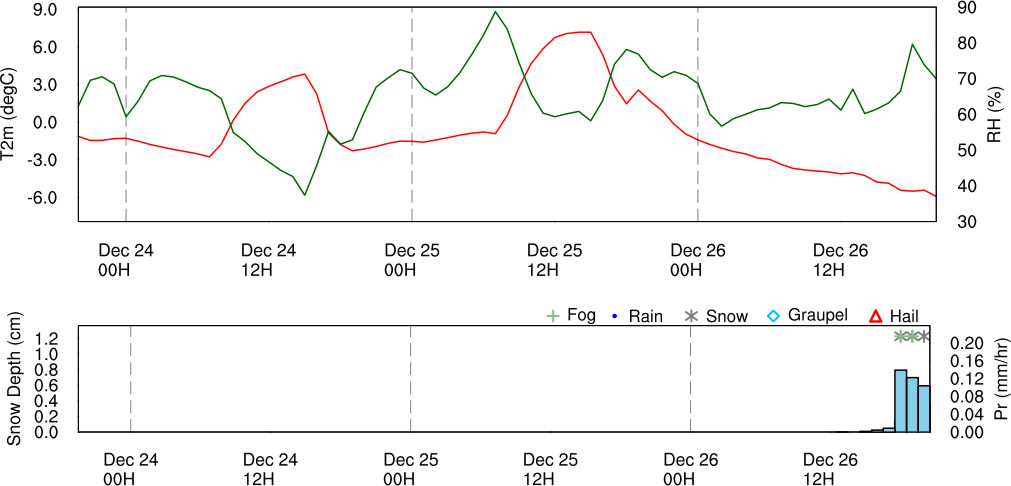 9.0
6.0
3.0
0.0
-3.0
-6.0
T2m (degC)
90
80
70
60
50
40
30
RH (%)
Dec 24 Dec 24 Dec 25 Dec 25 Dec 26 Dec 26
00H 12H 00H 12H 00H 12H
Fog Rain Snow Graupel Hail
1.2
1.0
0.8
0.6
0.4
0.2
0.0
Snow Depth (cm)
0.20
0.16
0.12
0.08
0.04
0.00
Pr (mm/hr)
Dec 24 Dec 24 Dec 25 Dec 25 Dec 26 Dec 26
00H 12H 00H 12H 00H 12H